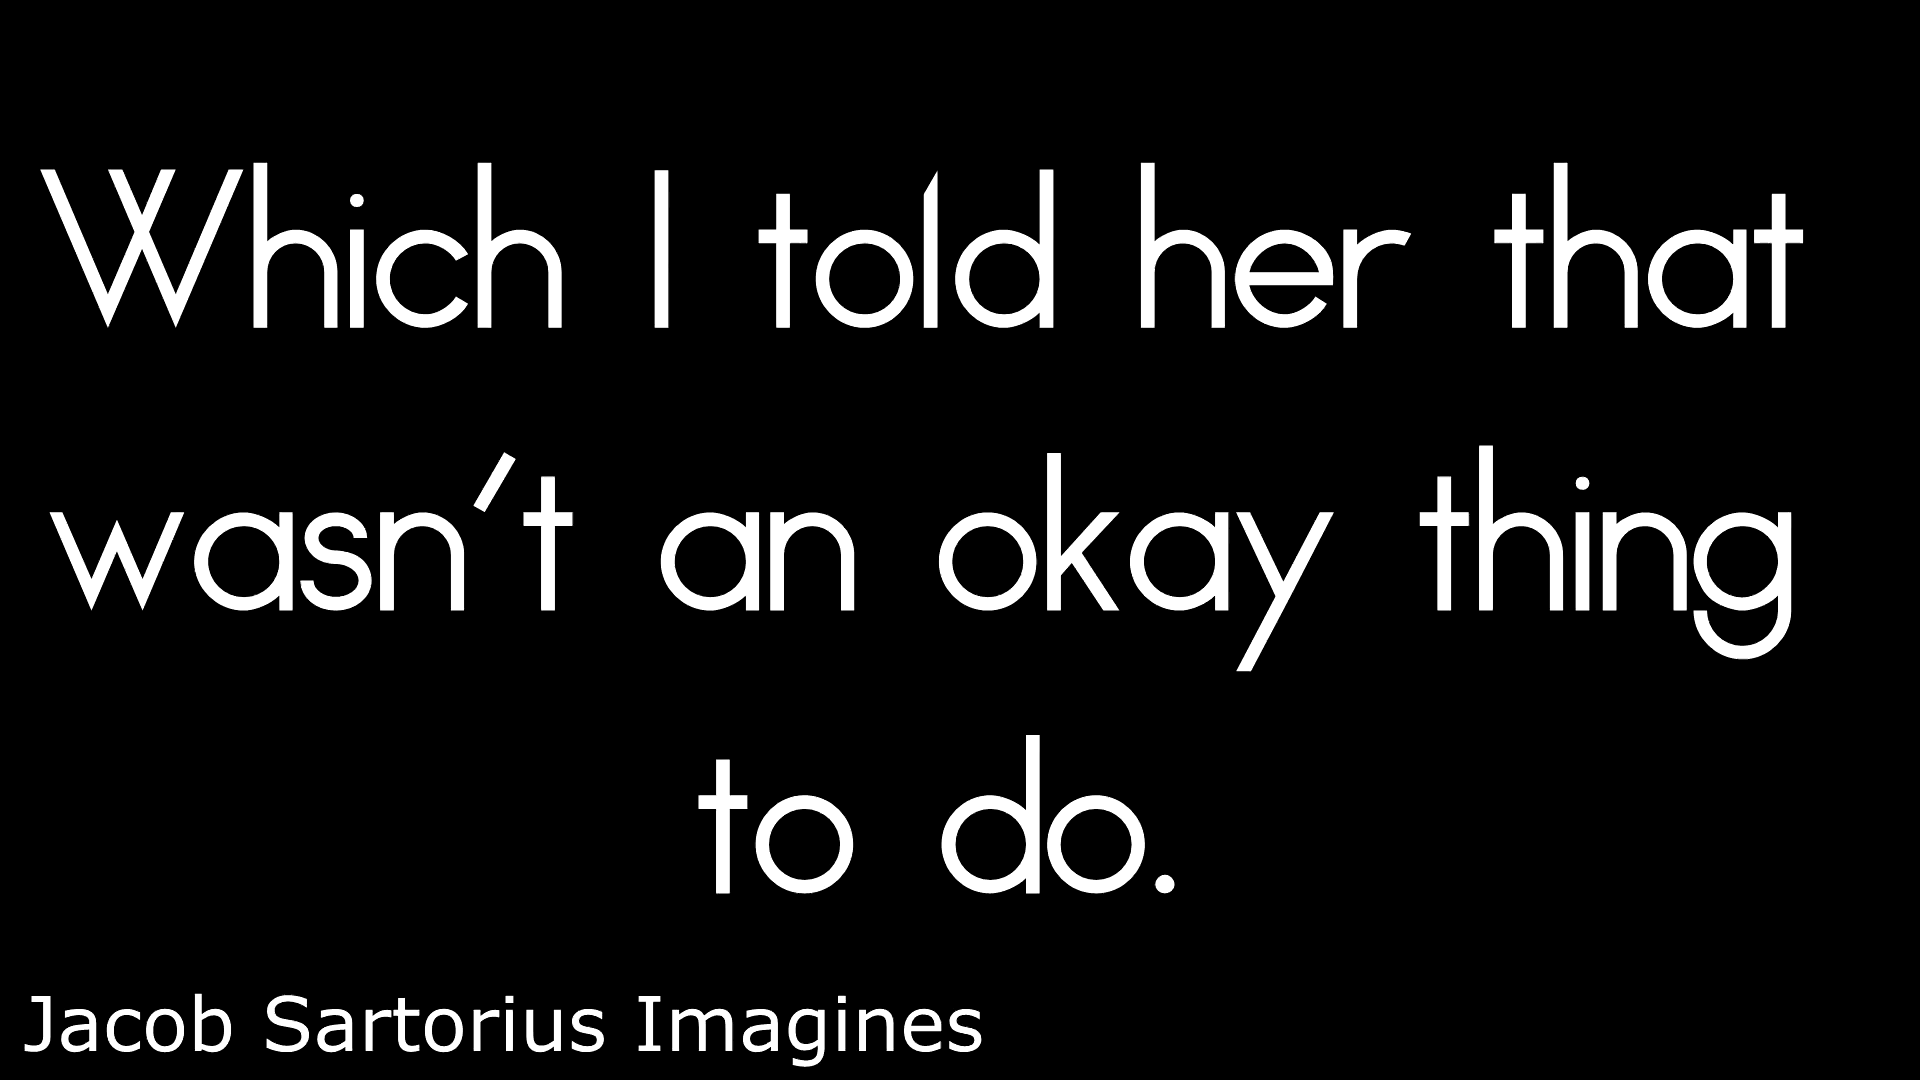 Which I told her that
wasn't an okay thing
to do.
Jacob Sartorius Imagines